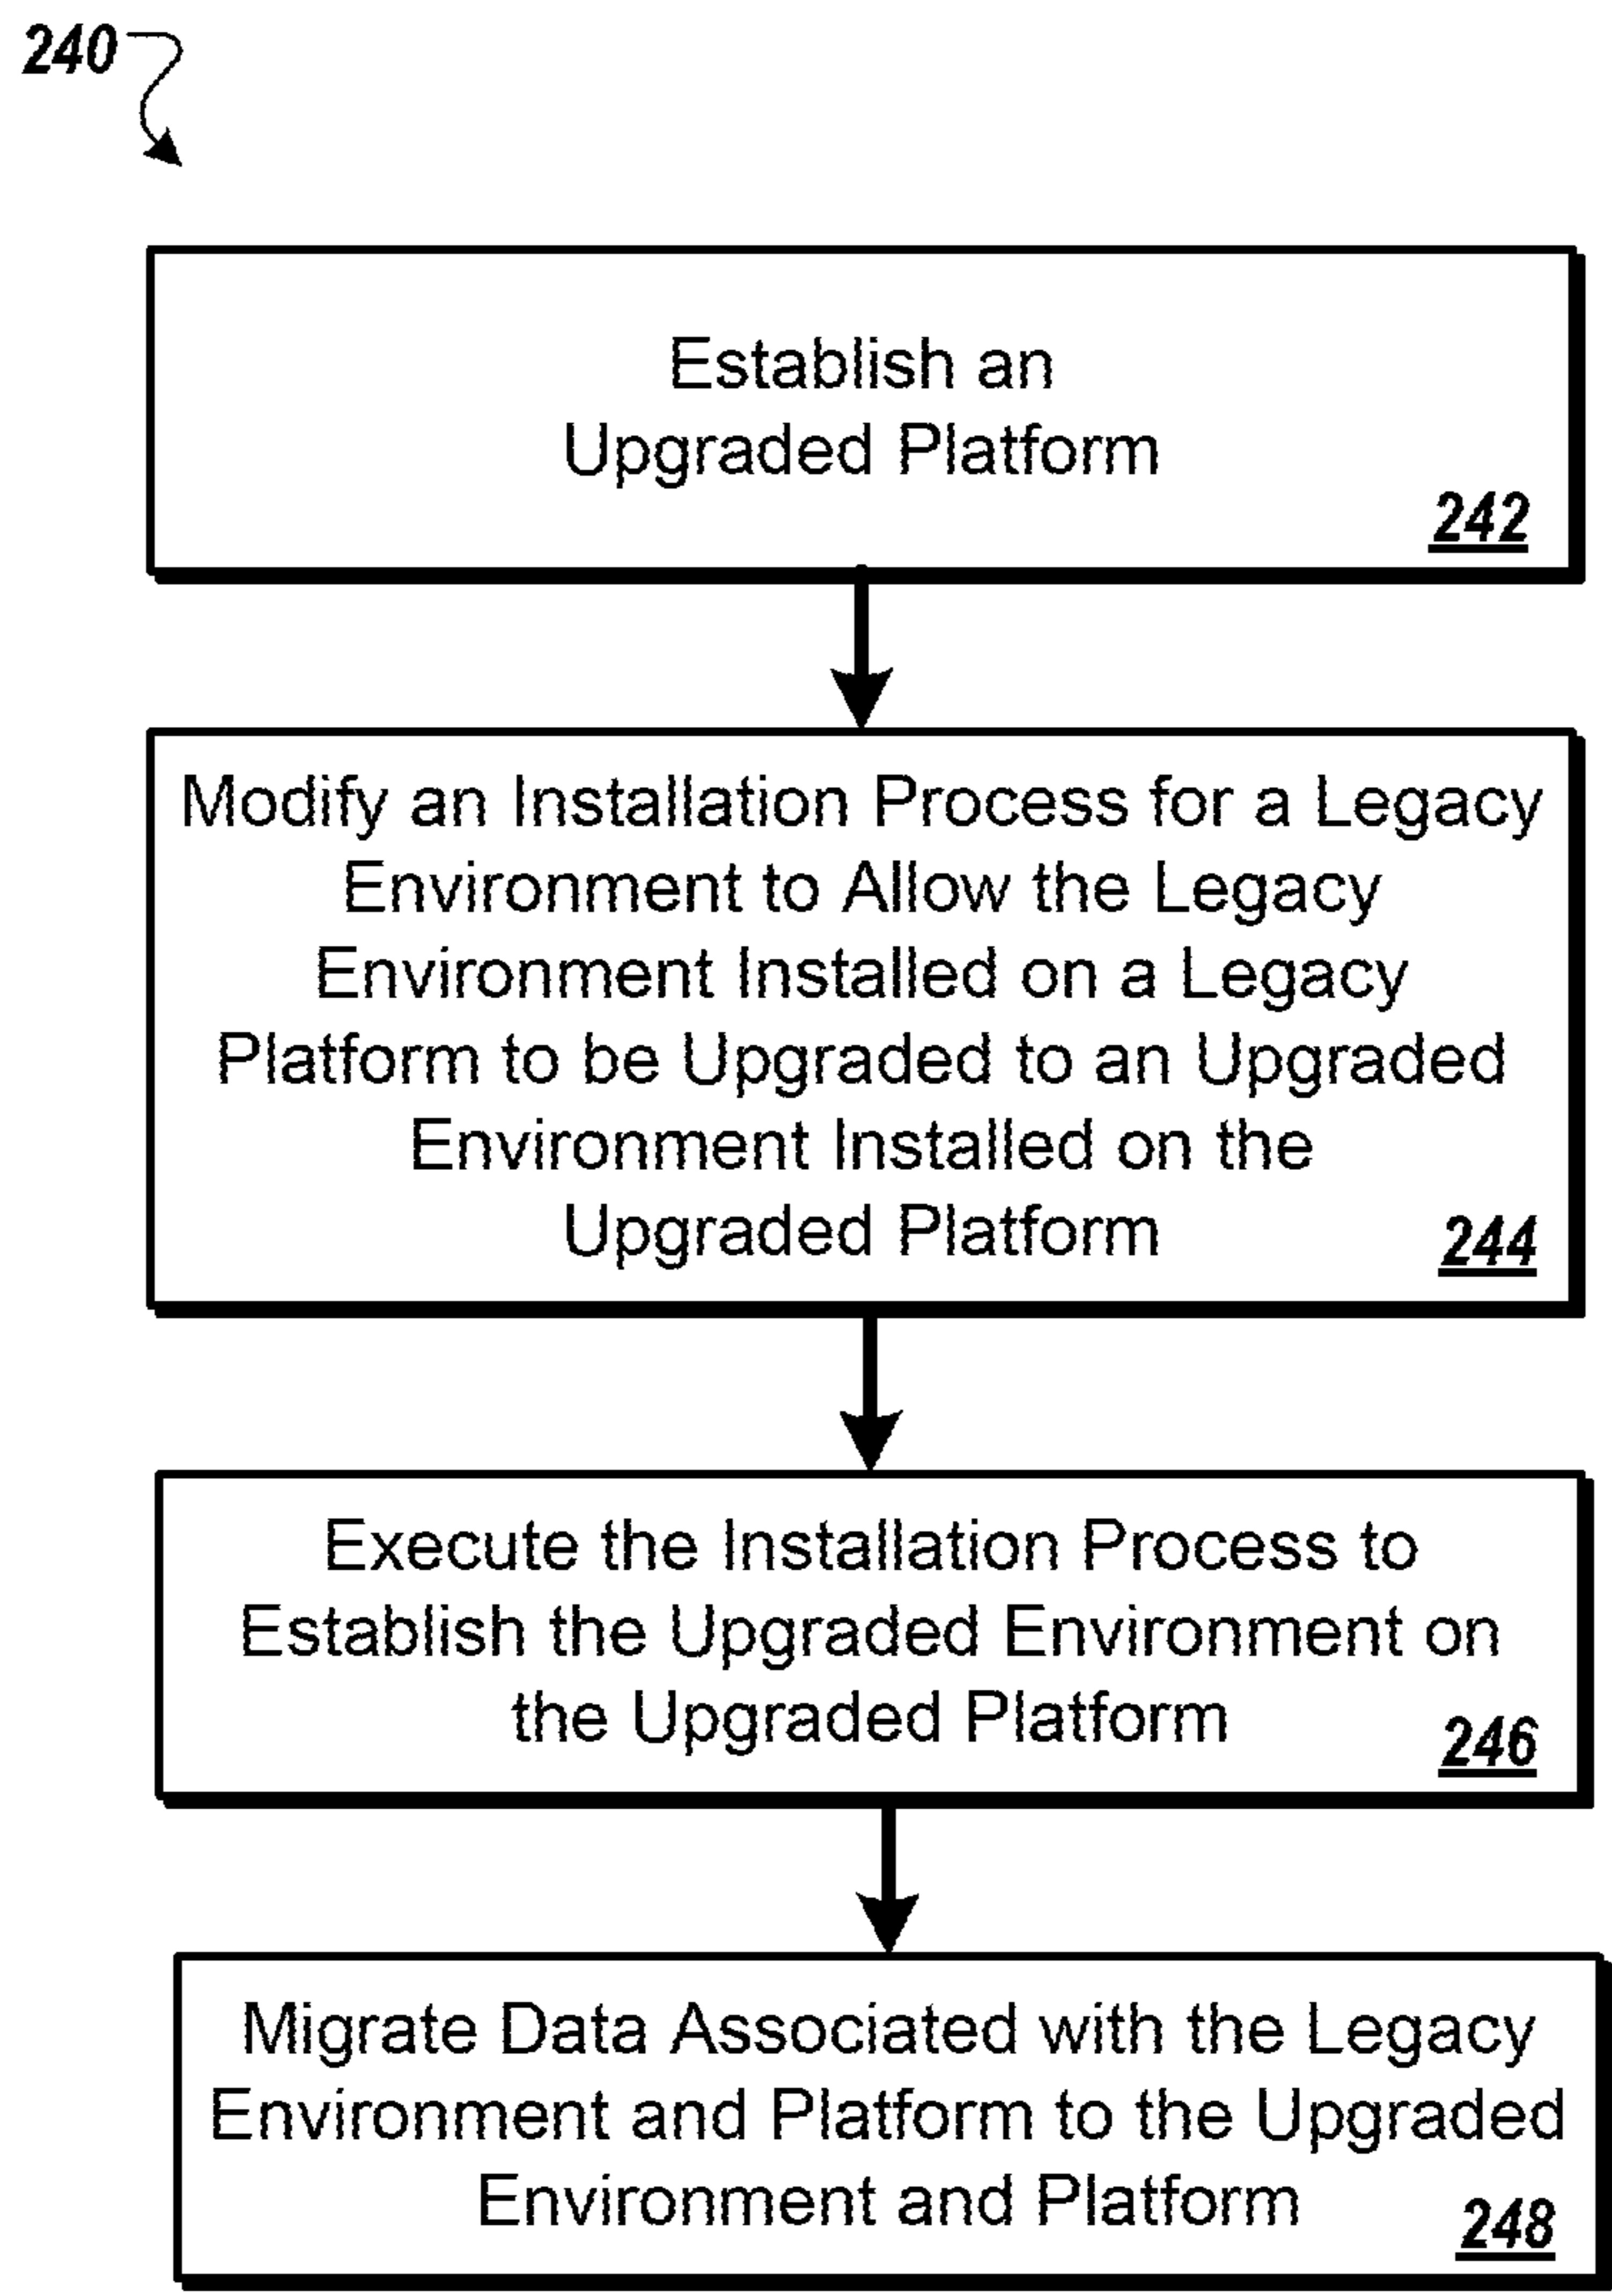 240
Establish an
Upgraded Platform
242
Modify an Installation Process for a Legacy
Environment to Allow the Legacy
Environment Installed on a Legacy
Platform to be Upgraded to an Upgraded
Environment Installed on the
Upgraded Platform
244
Execute the Installation Process to
Establish the Upgraded Environment on
the Upgraded Platform
246
Migrate Data Associated with the Legacy
Environment and Platform to the Upgraded
Environment and Platform
248